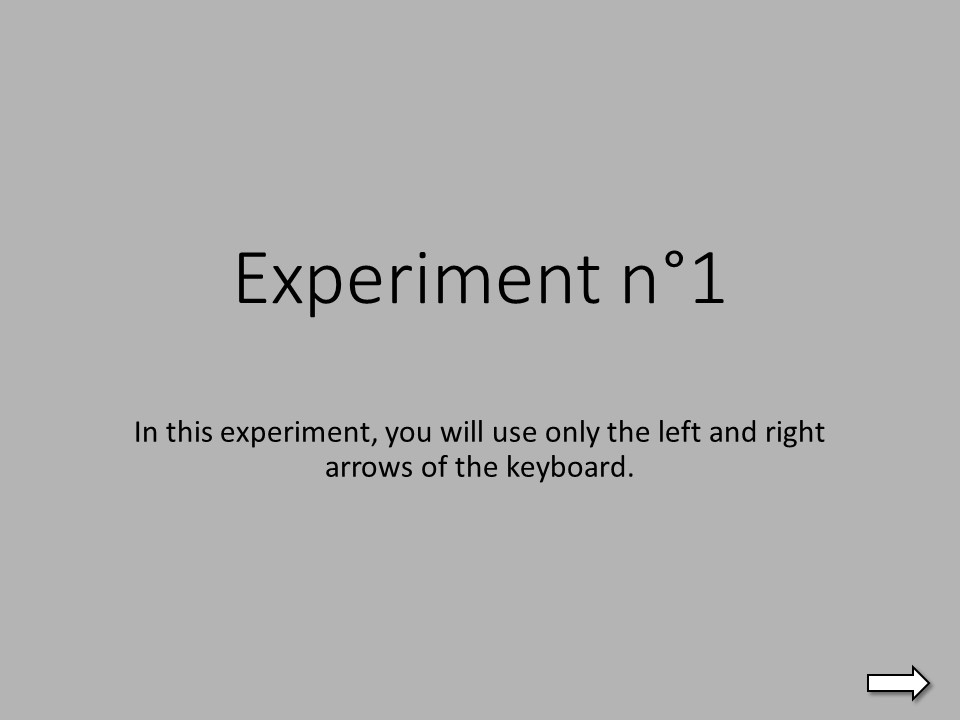 Experiment n°1
In this experiment, you will use only the left and right
arrows of the keyboard.